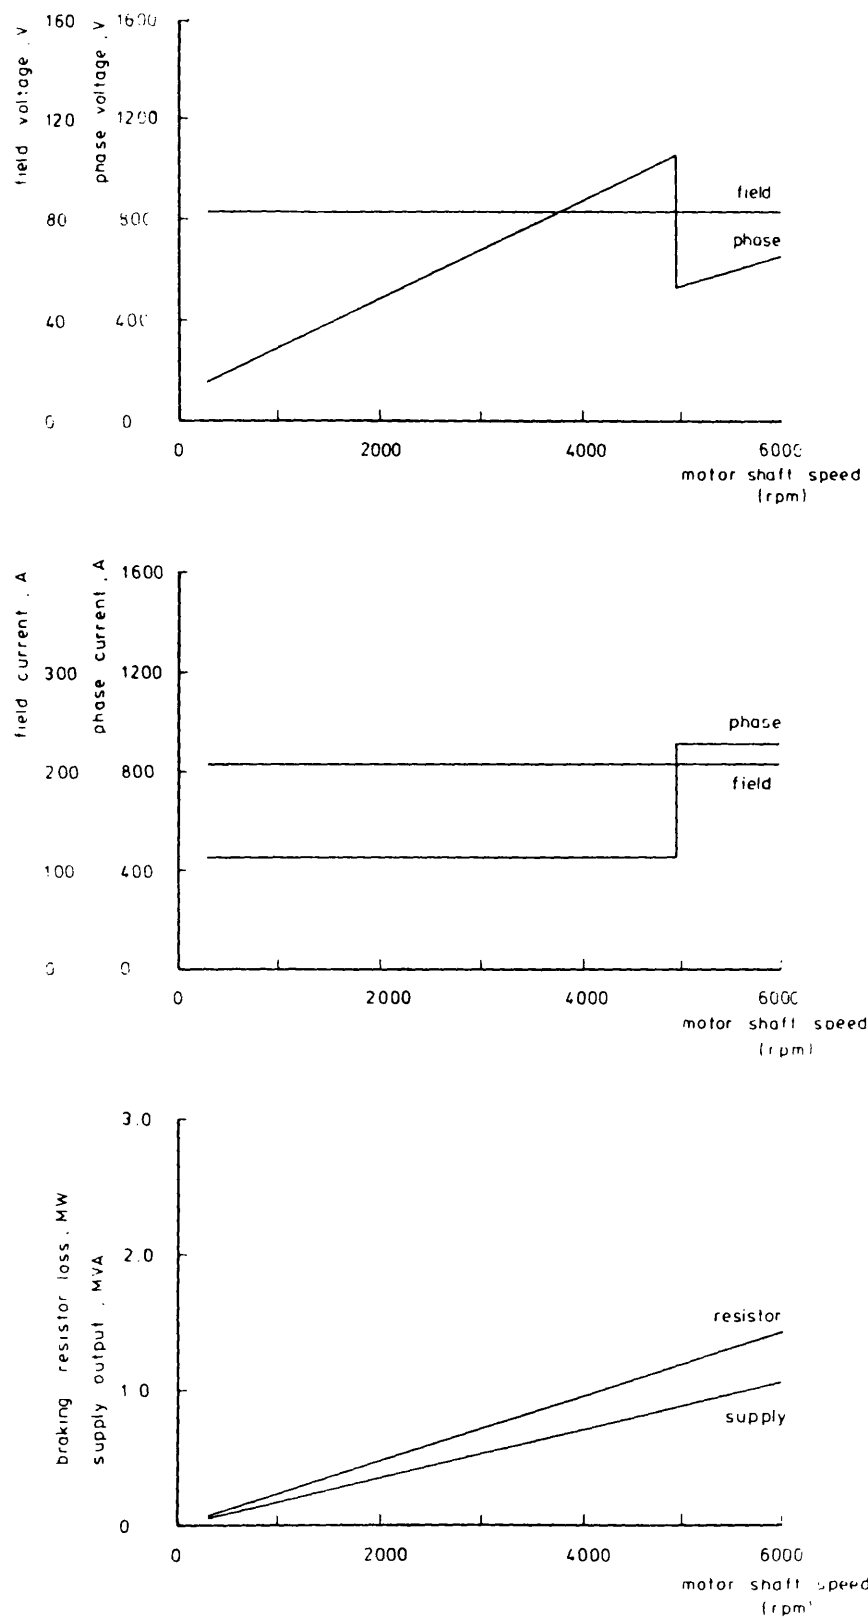 field voltage , V
phase voltage , V
160
1600
120
1200
80
800
40
400
0
0
field
phase
0
2000
4000
6000
motor shaft speed
(rpm)
field current , A
phase current , A
1600
300
1200
200
800
100
400
0
0
phase
field
0
2000
4000
6000
motor shaft speed
(rpm)
braking resistor loss , MW
supply output , MVA
3.0
2.0
1 0
0
resistor
supply
0
2000
4000
6000
motor shaft speed
(rpm)